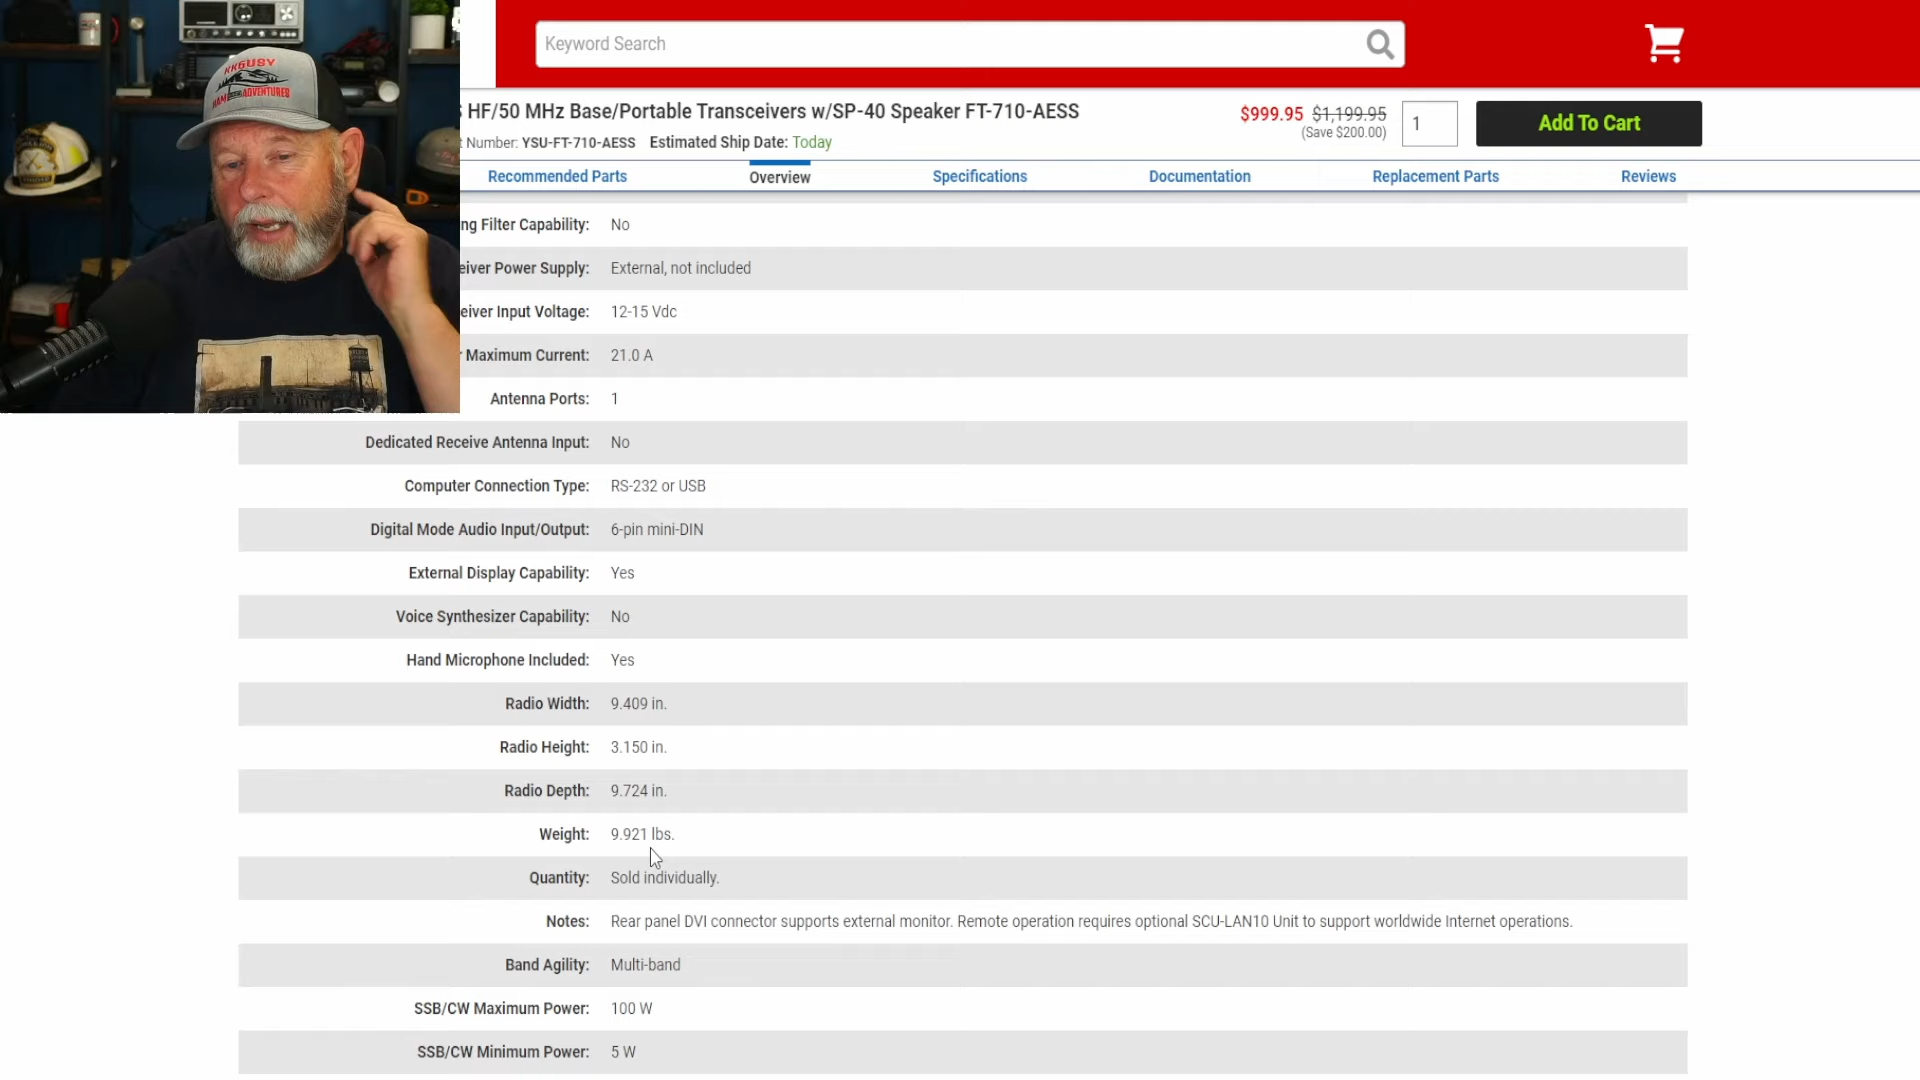 KK6USY
HAM ADVENTURES
Keyword Search
HF/50 MHz Base/Portable Transceivers w/SP-40 Speaker FT-710-AESS
$999.95 $1,199.95
(Save $200.00)
1
Add To Cart
Number: YSU-FT-710-AESS Estimated Ship Date: Today
Recommended Parts Overview Specifications Documentation Replacement Parts Reviews
Filter Capability: No
Power Supply: External, not included
Input Voltage: 12-15 Vdc
Maximum Current: 21.0 A
Antenna Ports: 1
Dedicated Receive Antenna Input: No
Computer Connection Type: RS-232 or USB
Digital Mode Audio Input/Output: 6-pin mini-DIN
External Display Capability: Yes
Voice Synthesizer Capability: No
Hand Microphone Included: Yes
Radio Width: 9.409 in.
Radio Height: 3.150 in.
Radio Depth: 9.724 in.
Weight: 9.921 lbs.
Quantity: Sold individually.
Notes: Rear panel DVI connector supports external monitor. Remote operation requires optional SCU-LAN10 Unit to support worldwide Internet operations.
Band Agility: Multi-band
SSB/CW Maximum Power: 100 W
SSB/CW Minimum Power: 5 W